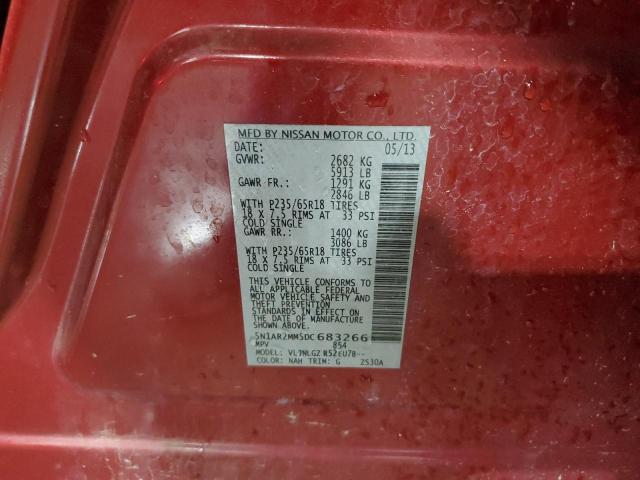 MFD BY NISSAN MOTOR CO., LTD.
DATE: 05/13
GVWR: 2682 KG
5913 LB
GAWR FR.: 1291 KG
2846 LB
WITH P235/65R18 TIRES
18 X 7.5 RIMS AT 33 PSI
COLD SINGLE
GAWR RR.: 1400 KG
3086 LB
WITH P235/65R18 TIRES
18 X 7.5 RIMS AT 33 PSI
COLD SINGLE
THIS VEHICLE CONFORMS TO
ALL APPLICABLE FEDERAL
MOTOR VEHICLE SAFETY AND
AND THEFT PREVENTION
STANDARDS IN EFFECT ON
THE DATE OF MANUFACTURE
SHOWN ABOVE.
5N1AR2MM5DC683266
MPV 854
MODEL:
COLOR: NAH TRIM: G ZS30A